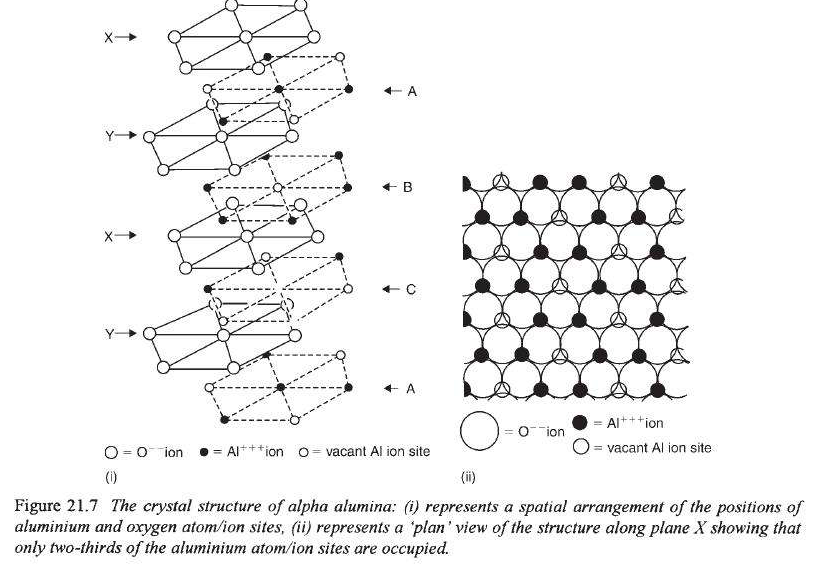 X→
← A
Y→
← B
X→
← C
Y→
← A
○ = O⁻⁻ion ● = Al⁺⁺⁺ion ○ = vacant Al ion site
(i)
○ = O⁻⁻ion ● = Al⁺⁺⁺ion
○ = vacant Al ion site
(ii)
Figure 21.7 The crystal structure of alpha alumina: (i) represents a spatial arrangement of the positions of
aluminium and oxygen atom/ion sites, (ii) represents a ‘plan’ view of the structure along plane X showing that
only two-thirds of the aluminium atom/ion sites are occupied.